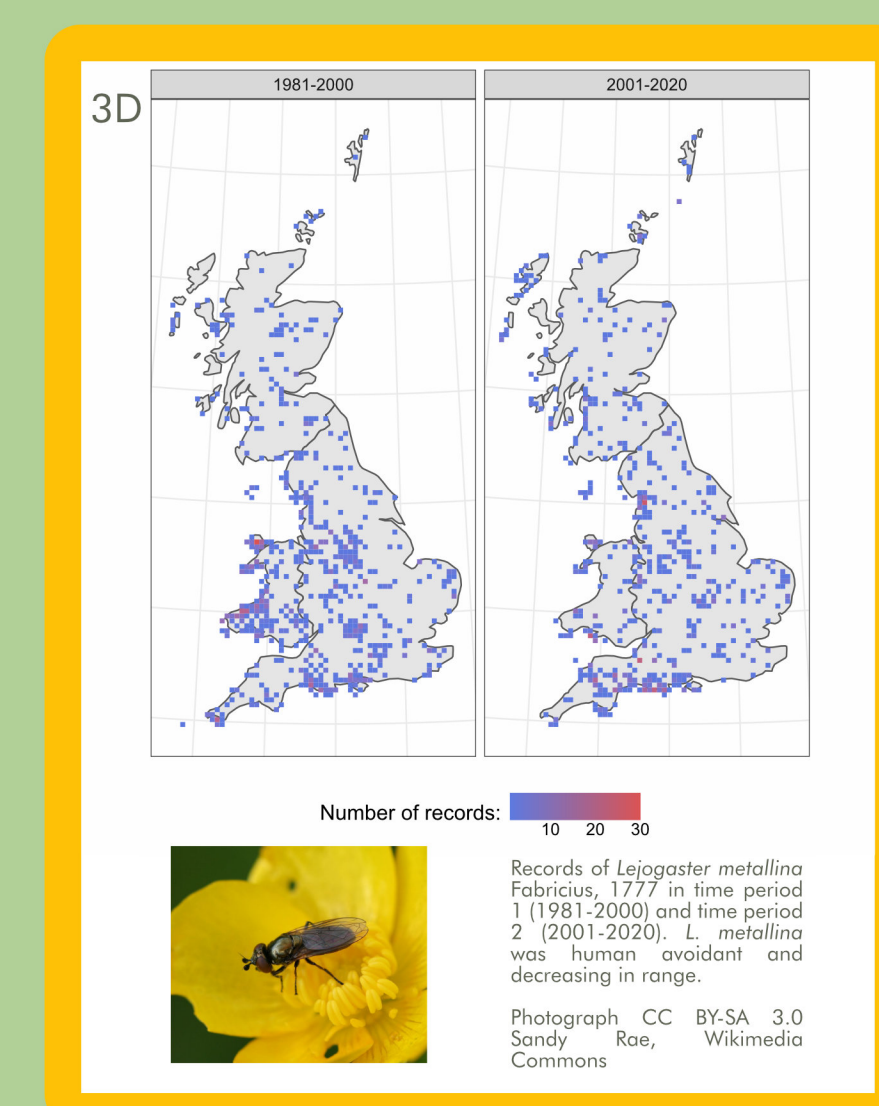 3D
1981-2000
2001-2020
Number of records:
10 20 30
Records of Lejogaster metallina
Fabricius, 1777 in time period
1 (1981-2000) and time period
2 (2001-2020). L. metallina
was human avoidant and
decreasing in range.
Photograph CC BY-SA 3.0
Sandy Rae, Wikimedia
Commons